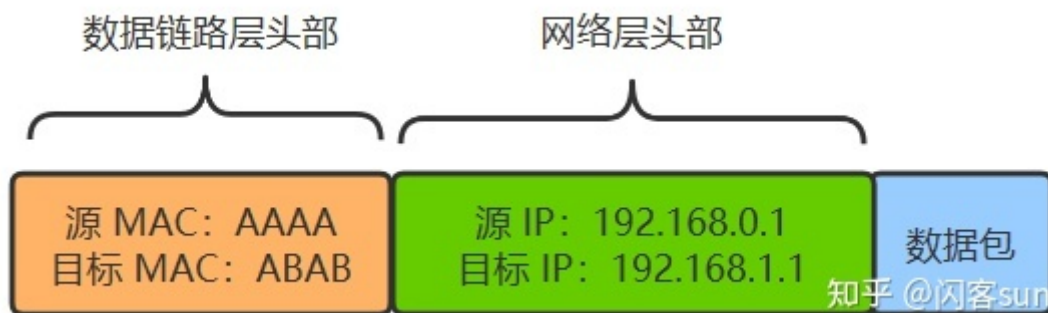 数据链路层头部
网络层头部
源 MAC：AAAA
目标 MAC：ABAB
源 IP：192.168.0.1
目标 IP：192.168.1.1
数据包
知乎 @闪客sun